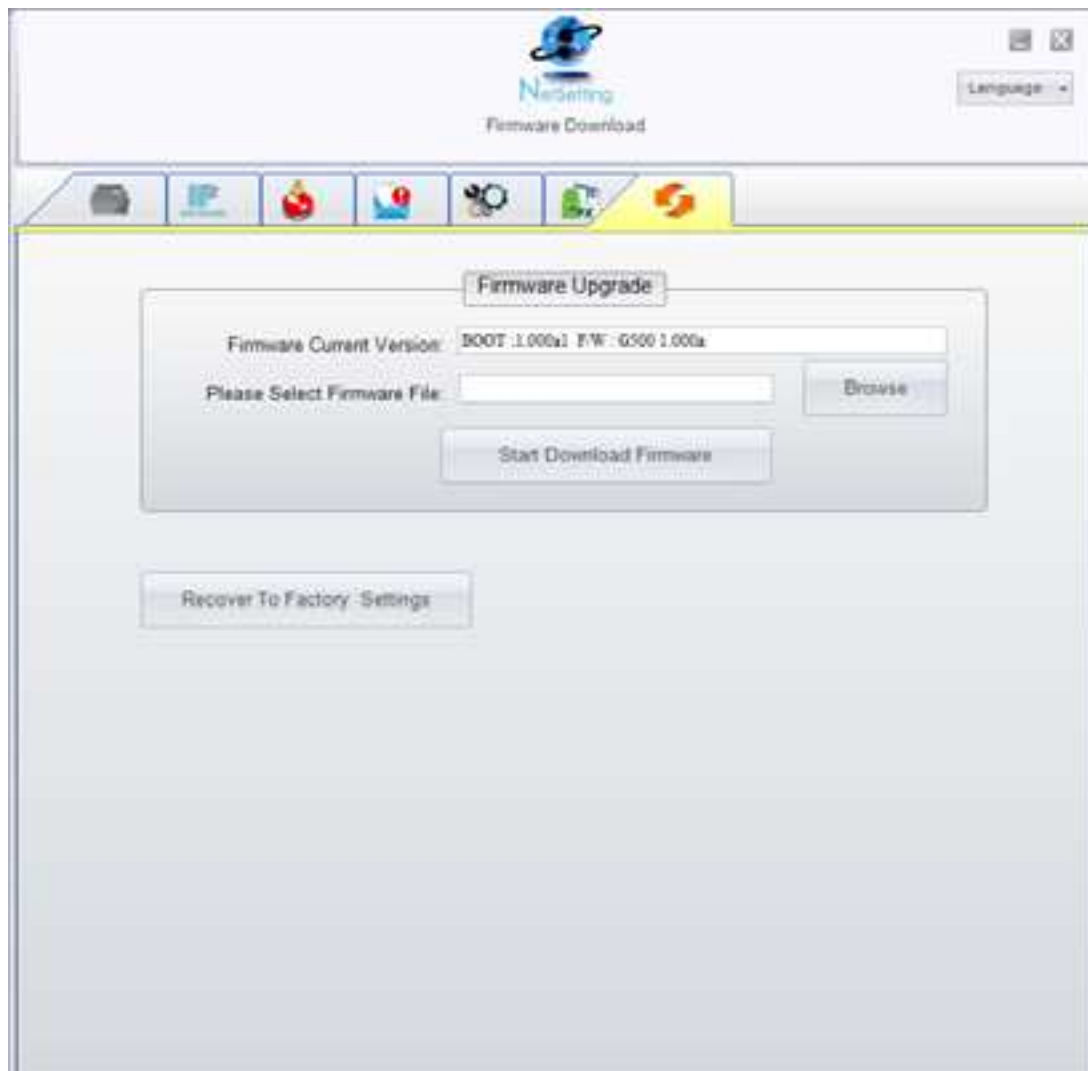 NetSetting
Firmware Download
Language
IP
Firmware Upgrade
Firmware Current Version: BOOT :1.000a1 F/W : G500 1.000a
Please Select Firmware File:
Browse
Start Download Firmware
Recover To Factory Settings